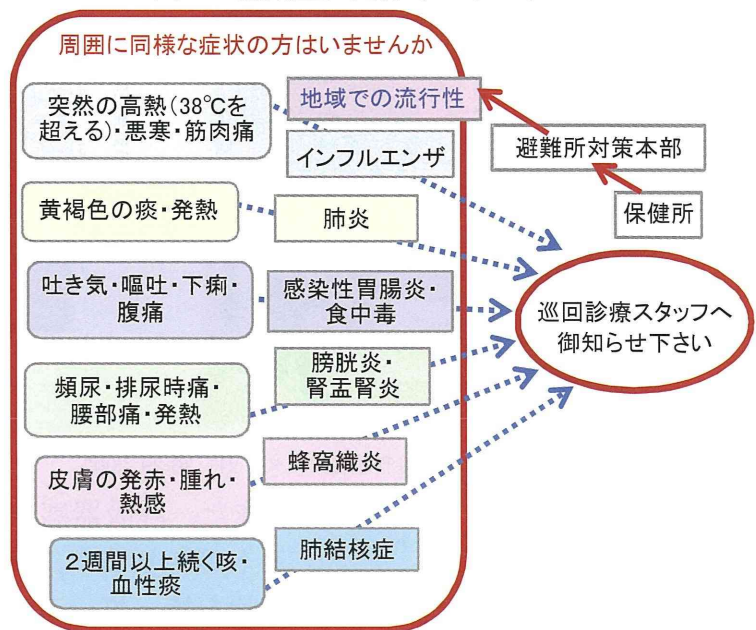 周囲に同様な症状の方はいませんか
突然の高熱(38℃を
超える)・悪寒・筋肉痛
地域での流行性
インフルエンザ
避難所対策本部
保健所
黄褐色の痰・発熱
肺炎
吐き気・嘔吐・下痢・
腹痛
感染性胃腸炎・
食中毒
巡回診療スタッフへ
御知らせ下さい
頻尿・排尿時痛・
腰部痛・発熱
膀胱炎・
腎盂腎炎
皮膚の発赤・腫れ・
熱感
蜂窩織炎
2週間以上続く咳・
血性痰
肺結核症